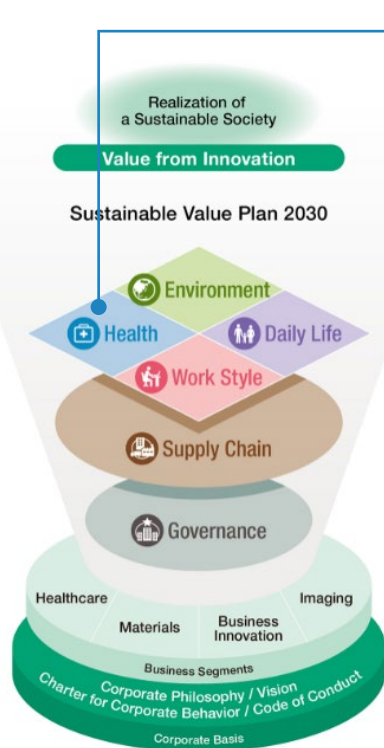 Realization of
a Sustainable Society
Value from Innovation
Sustainable Value Plan 2030
Environment
Health
Daily Life
Work Style
Supply Chain
Governance
Healthcare
Materials
Business
Innovation
Imaging
Business Segments
Corporate Philosophy / Vision
Charter for Corporate Behavior / Code of Conduct
Corporate Basis